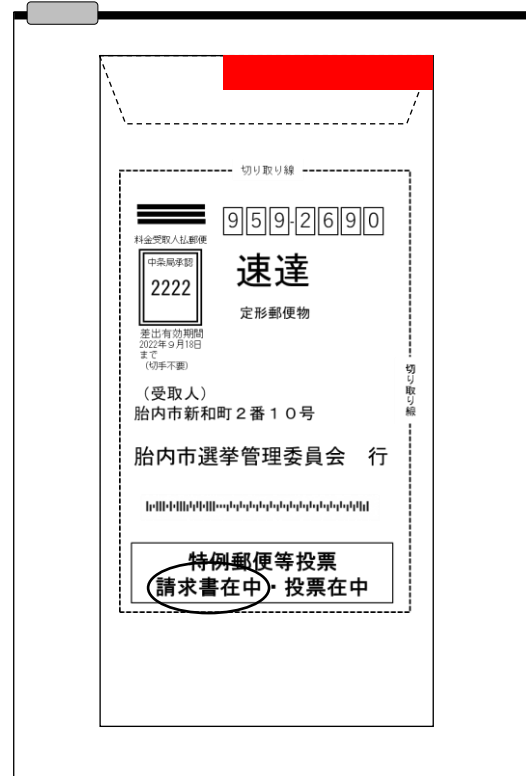 切り取り線
959-2690
料金受取人払郵便
中条局承認
2222
速達
定形郵便物
差出有効期間
2022年9月18日
まで
(切手不要)
切り取り線
(受取人)
胎内市新和町2番10号
胎内市選挙管理委員会 行
特例郵便等投票
請求書在中・投票在中